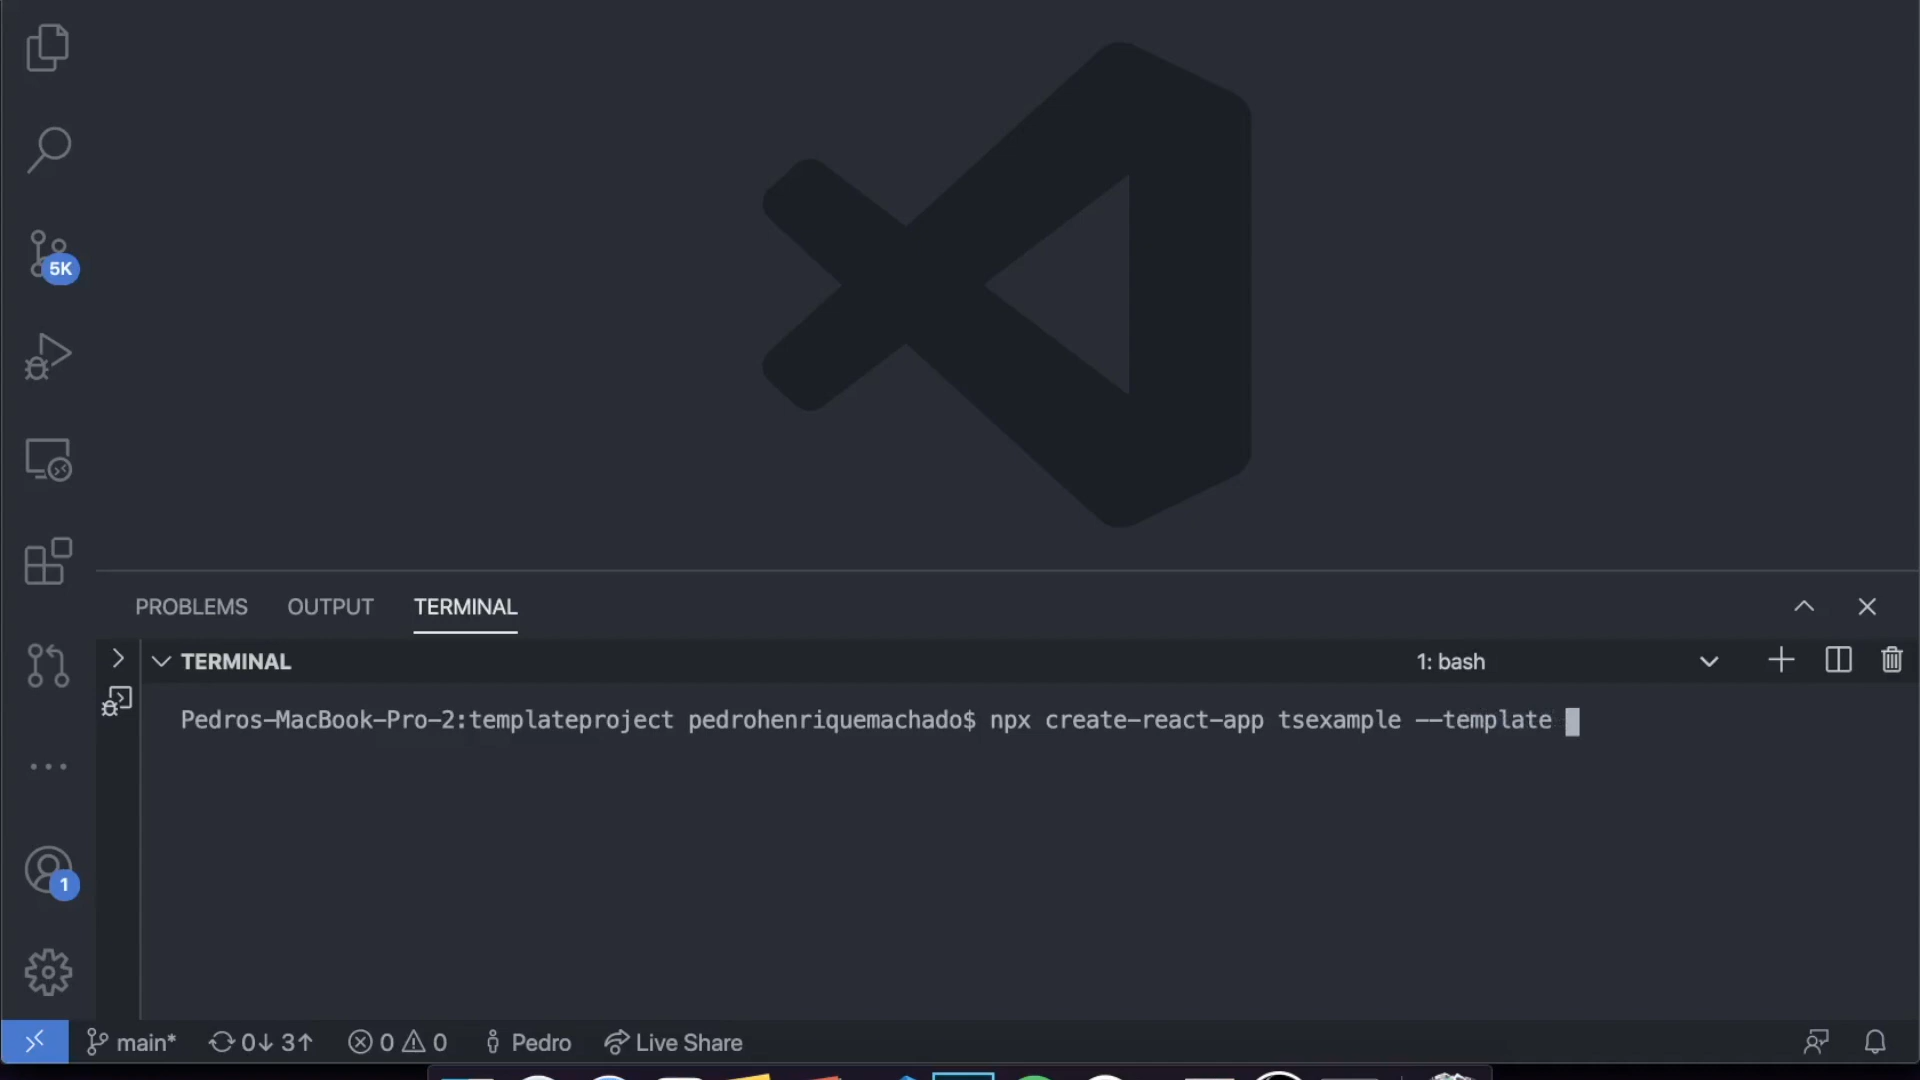 5K
PROBLEMS OUTPUT TERMINAL
TERMINAL 1: bash
Pedros-MacBook-Pro-2:templateproject pedrohenriquemachado$ npx create-react-app tsexample --template
1
main* 0↓ 3↑ 0 0 Pedro Live Share